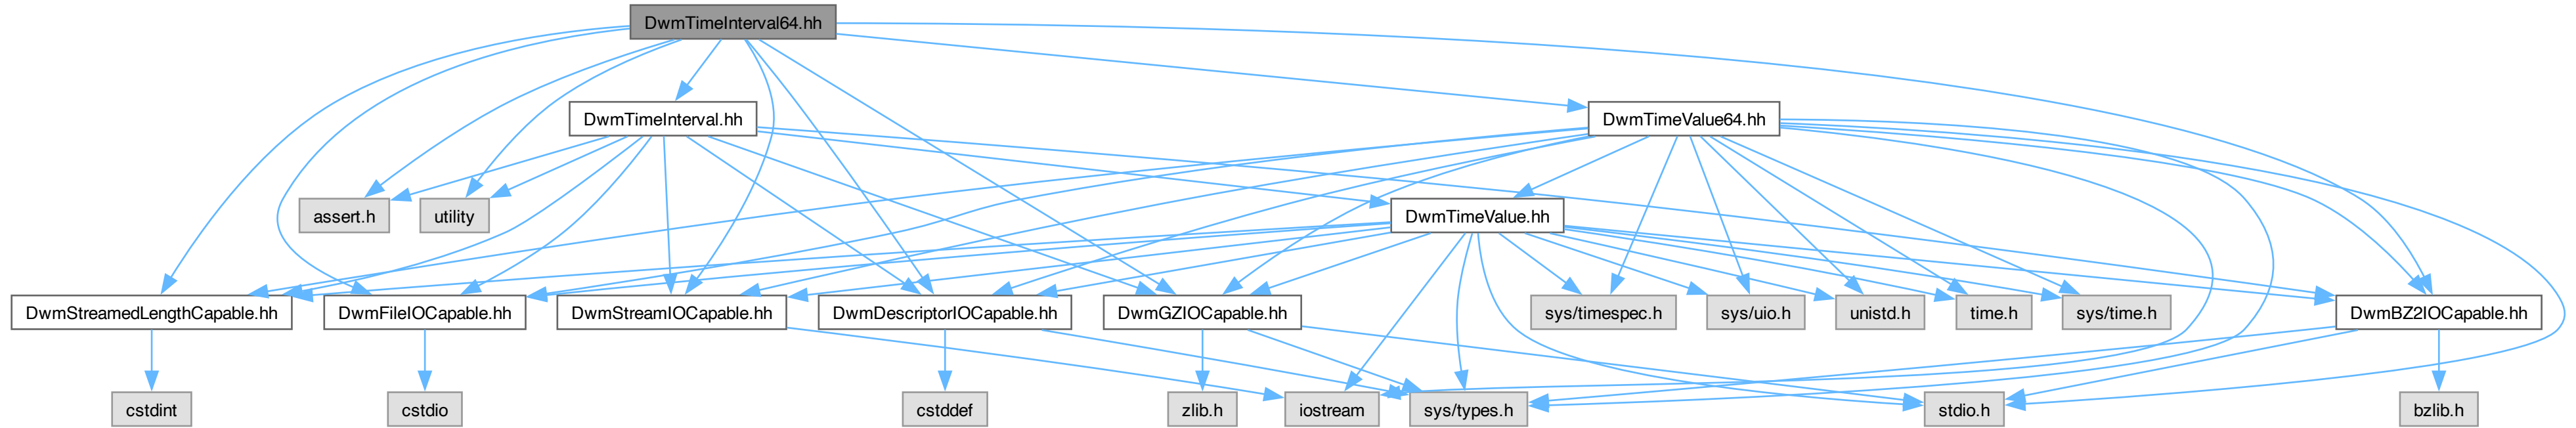 DwmTimeInterval64.hh
DwmTimeInterval.hh
DwmTimeValue64.hh
assert.h
utility
DwmTimeValue.hh
DwmStreamedLengthCapable.hh
DwmFileIOCapable.hh
DwmStreamIOCapable.hh
DwmDescriptorIOCapable.hh
DwmGZIOCapable.hh
sys/timespec.h
sys/uio.h
unistd.h
time.h
sys/time.h
DwmBZ2IOCapable.hh
cstdint
cstdio
cstddef
zlib.h
iostream
sys/types.h
stdio.h
bzlib.h